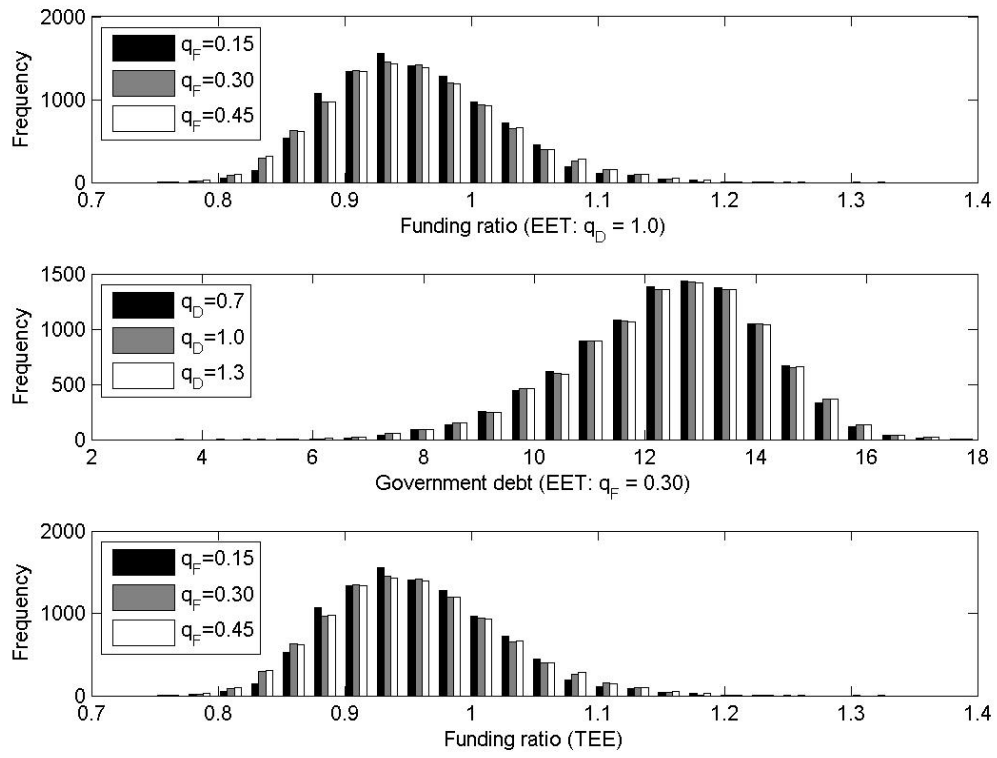 2000
q_F=0.15
q_F=0.30
q_F=0.45
1000
0
Frequency
0.7 0.8 0.9 1 1.1 1.2 1.3 1.4
Funding ratio (EET: q_D = 1.0)
1500
q_D=0.7
1000
q_D=1.0
q_D=1.3
500
0
Frequency
2 4 6 8 10 12 14 16 18
Government debt (EET: q_F = 0.30)
2000
q_F=0.15
q_F=0.30
q_F=0.45
1000
0
Frequency
0.7 0.8 0.9 1 1.1 1.2 1.3 1.4
Funding ratio (TEE)